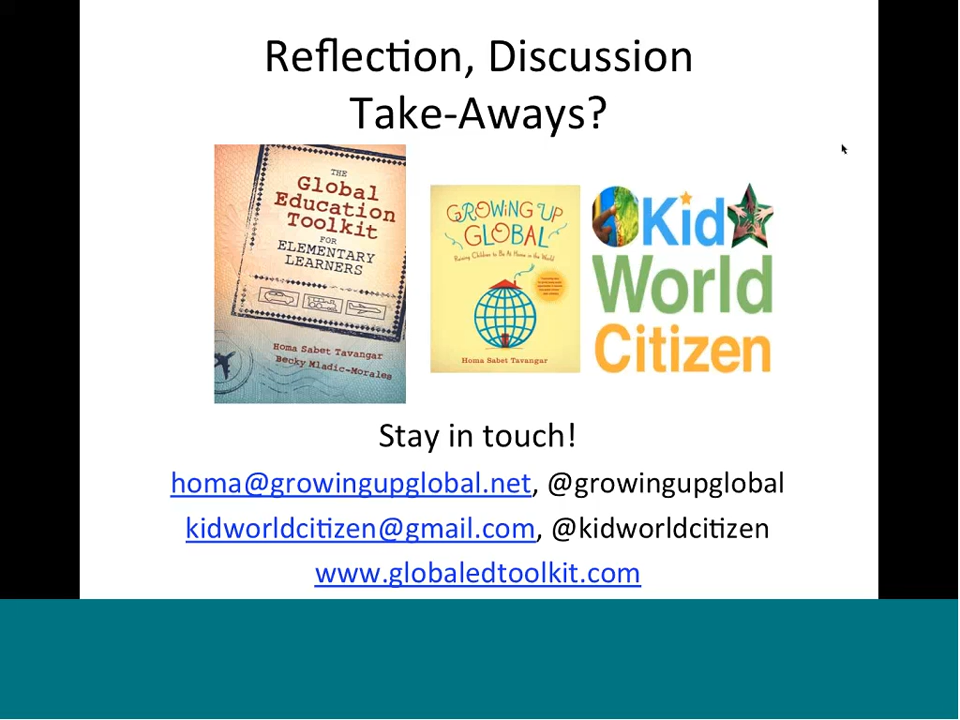 Reflection, Discussion
Take-Aways?
THE
Global
Education
Toolkit
FOR
ELEMENTARY
LEARNERS
Homa Sabet Tavangar
Becky Mladic-Morales
GROWING UP
GLOBAL
Raising Children to Be At Home in the World
Homa Sabet Tavangar
Kid
World
Citizen
Stay in touch!
homa@growingupglobal.net, @growingupglobal
kidworldcitizen@gmail.com, @kidworldcitizen
www.globaledtoolkit.com